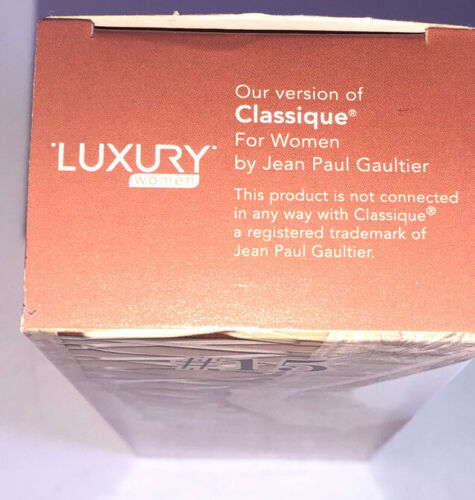 Our version of
Classique®
For Women
by Jean Paul Gaultier
LUXURY
women
This product is not connected
in any way with Classique®
a registered trademark of
Jean Paul Gaultier.
#15